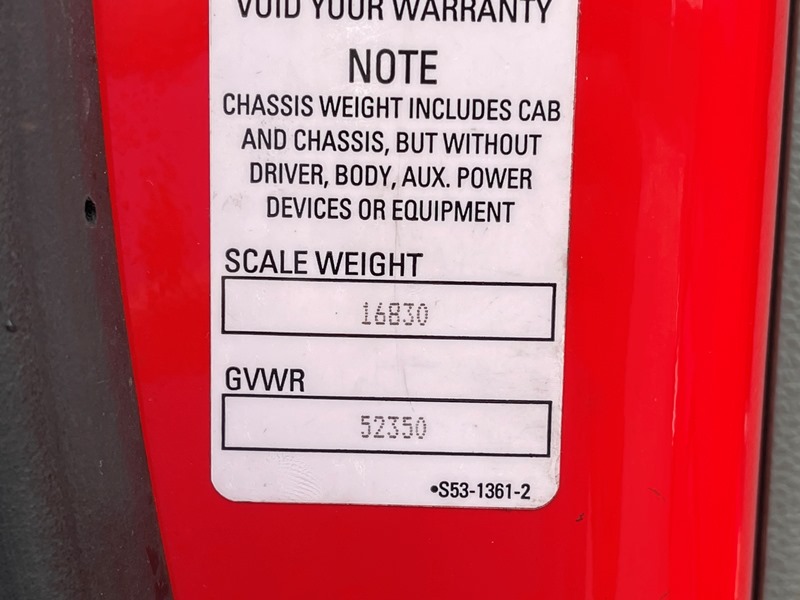 VOID YOUR WARRANTY
NOTE
CHASSIS WEIGHT INCLUDES CAB
AND CHASSIS, BUT WITHOUT
DRIVER, BODY, AUX. POWER
DEVICES OR EQUIPMENT
SCALE WEIGHT
16830
GVWR
52350
•S53-1361-2